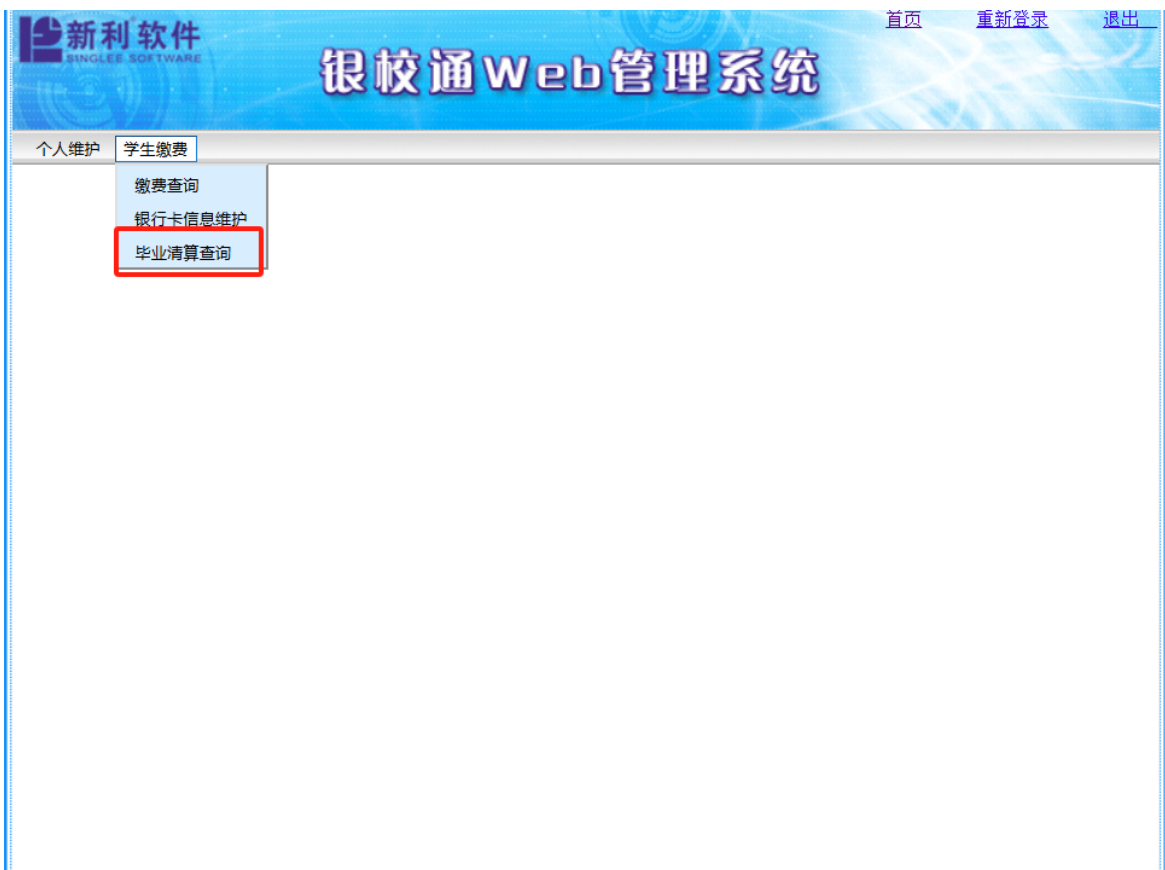 新利软件
SINGLEE SOFTWARE
首页 重新登录 退出
银校通Web管理系统
个人维护 学生缴费
缴费查询
银行卡信息维护
毕业清算查询